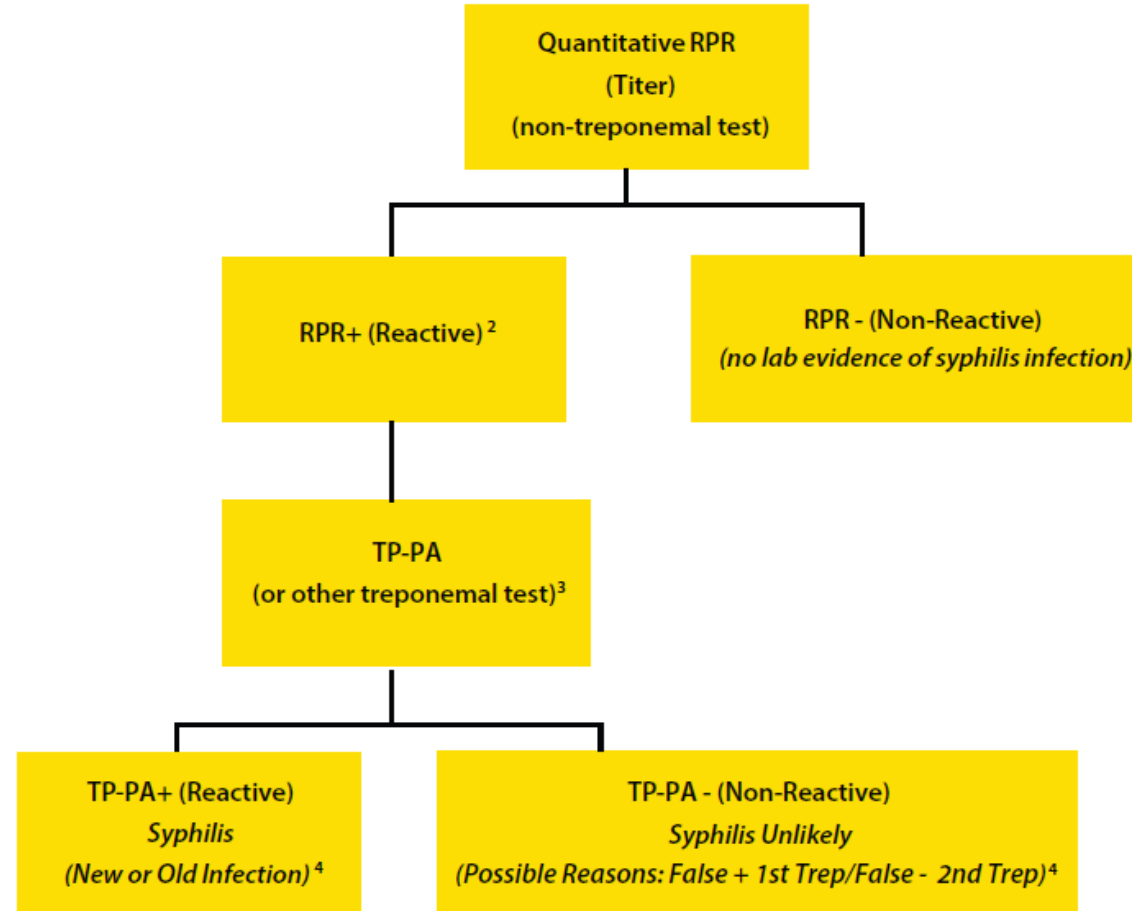 Quantitative RPR
(Titer)
(non-treponemal test)
RPR+ (Reactive) ²
RPR - (Non-Reactive)
(no lab evidence of syphilis infection)
TP-PA
(or other treponemal test)³
TP-PA+ (Reactive)
Syphilis
(New or Old Infection) ⁴
TP-PA - (Non-Reactive)
Syphilis Unlikely
(Possible Reasons: False + 1st Trep/False - 2nd Trep)⁴